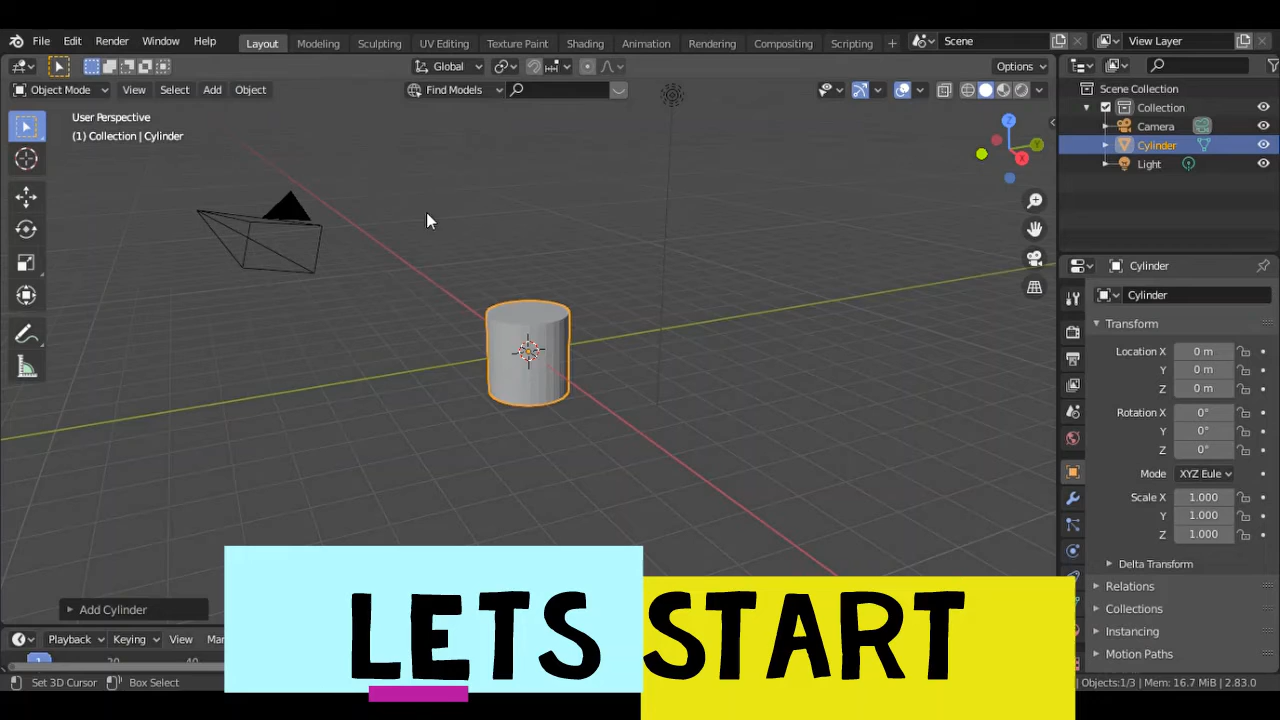 File Edit Render Window Help Layout Modeling Sculpting UV Editing Texture Paint Shading Animation Rendering Compositing Scripting + Scene View Layer
Global Options
Object Mode View Select Add Object Find Models
User Perspective
(1) Collection | Cylinder
Scene Collection
Collection
Camera
Cylinder
Light
Cylinder
Cylinder
Transform
Location X 0 m
Y 0 m
Z 0 m
Rotation X 0°
Y 0°
Z 0°
Mode XYZ Eule
Scale X 1.000
Y 1.000
Z 1.000
Delta Transform
Relations
Collections
Instancing
Motion Paths
Add Cylinder
LETS START
Playback Keying View Mar
1 20 40
Set 3D Cursor Box Select
Objects:1/3 | Mem: 16.7 MiB | 2.83.0